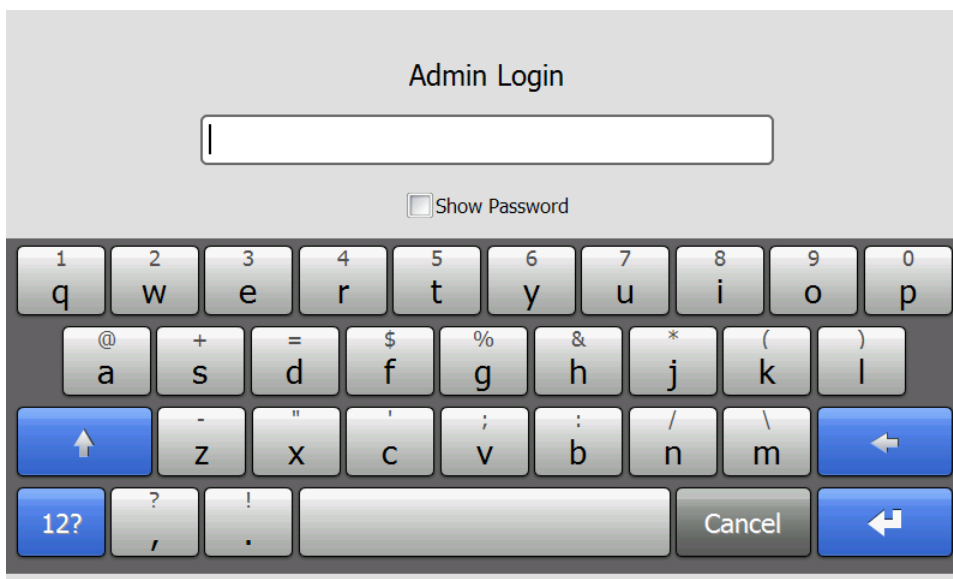 Admin Login
Show Password
1 2 3 4 5 6 7 8 9 0
q w e r t y u i o p
@ + = $ % & * ( )
a s d f g h j k l
- " ' ; : / \
z x c v b n m
? !
12? , . Cancel